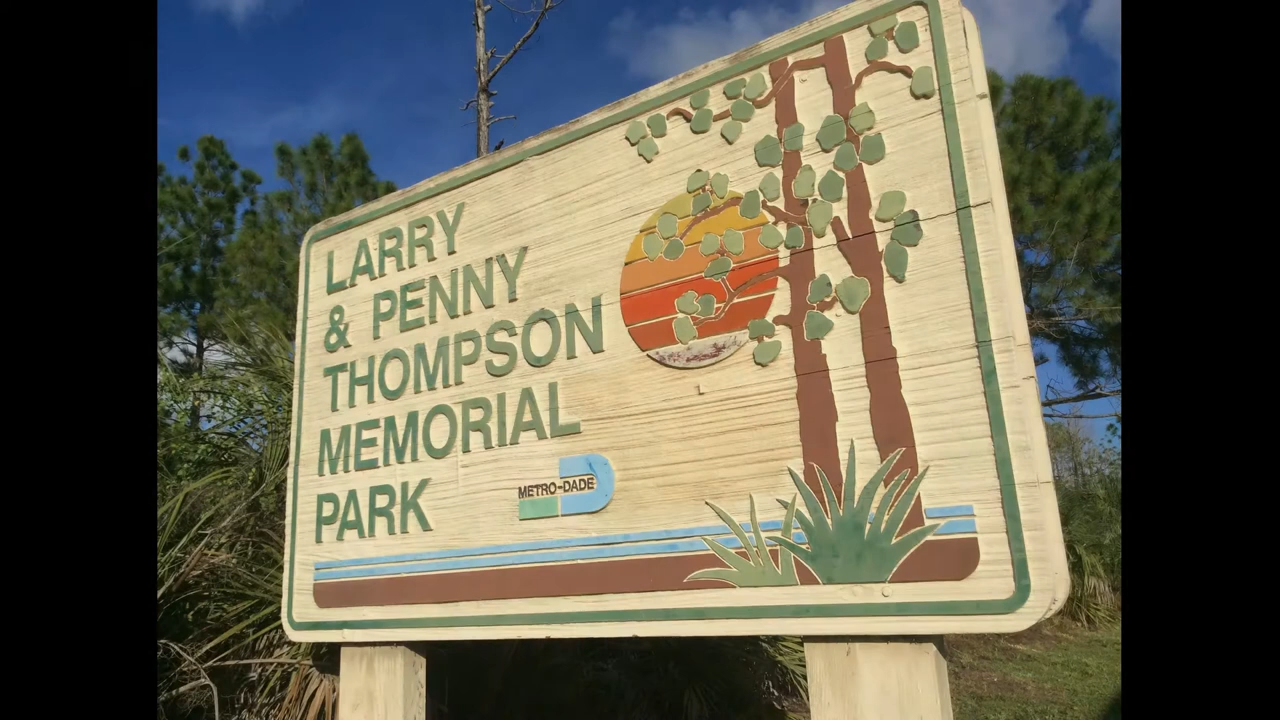 LARRY
& PENNY
THOMPSON
MEMORIAL
PARK
METRO-DADE